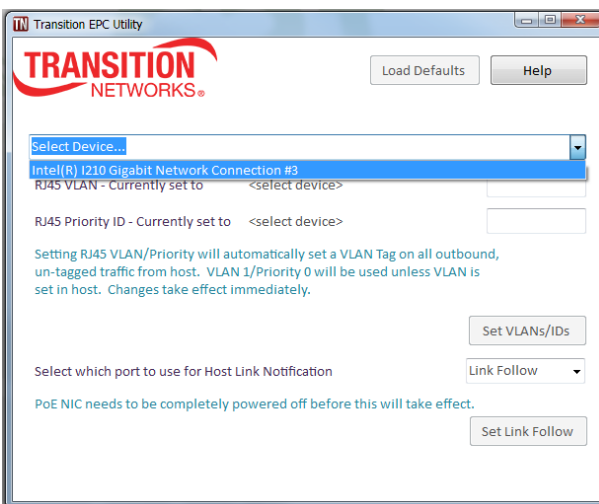 TN Transition EPC Utility
TRANSITION
NETWORKS®
Load Defaults
Help
Select Device...
Intel(R) I210 Gigabit Network Connection #3
RJ45 VLAN - Currently set to <select device>
RJ45 Priority ID - Currently set to <select device>
Setting RJ45 VLAN/Priority will automatically set a VLAN Tag on all outbound,
un-tagged traffic from host. VLAN 1/Priority 0 will be used unless VLAN is
set in host. Changes take effect immediately.
Set VLANs/IDs
Select which port to use for Host Link Notification
Link Follow
PoE NIC needs to be completely powered off before this will take effect.
Set Link Follow